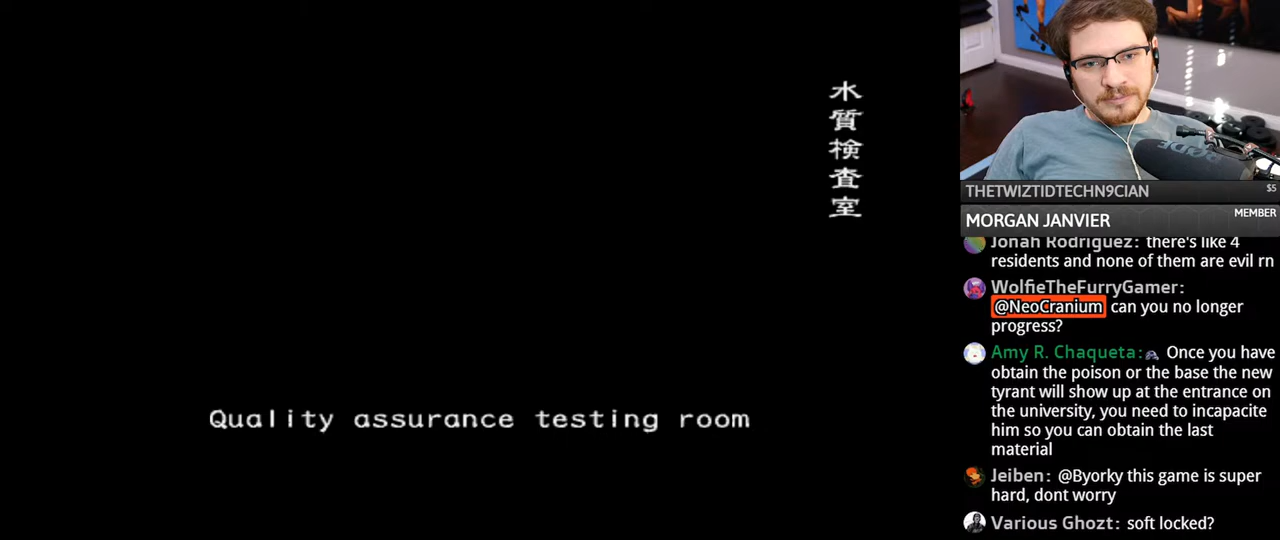 水質検査室
Quality assurance testing room
RODE
THETWIZTIDTECHN9CIAN
$5
MORGAN JANVIER
MEMBER
Jonah Rodriguez: there's like 4
residents and none of them are evil rn
WolfieTheFurryGamer:
@NeoCranium can you no longer
progress?
Amy R. Chaqueta: Once you have
obtain the poison or the base the new
tyrant will show up at the entrance on
the university, you need to incapacite
him so you can obtain the last
material
Jeiben: @Byorky this game is super
hard, dont worry
Various Ghozt: soft locked?